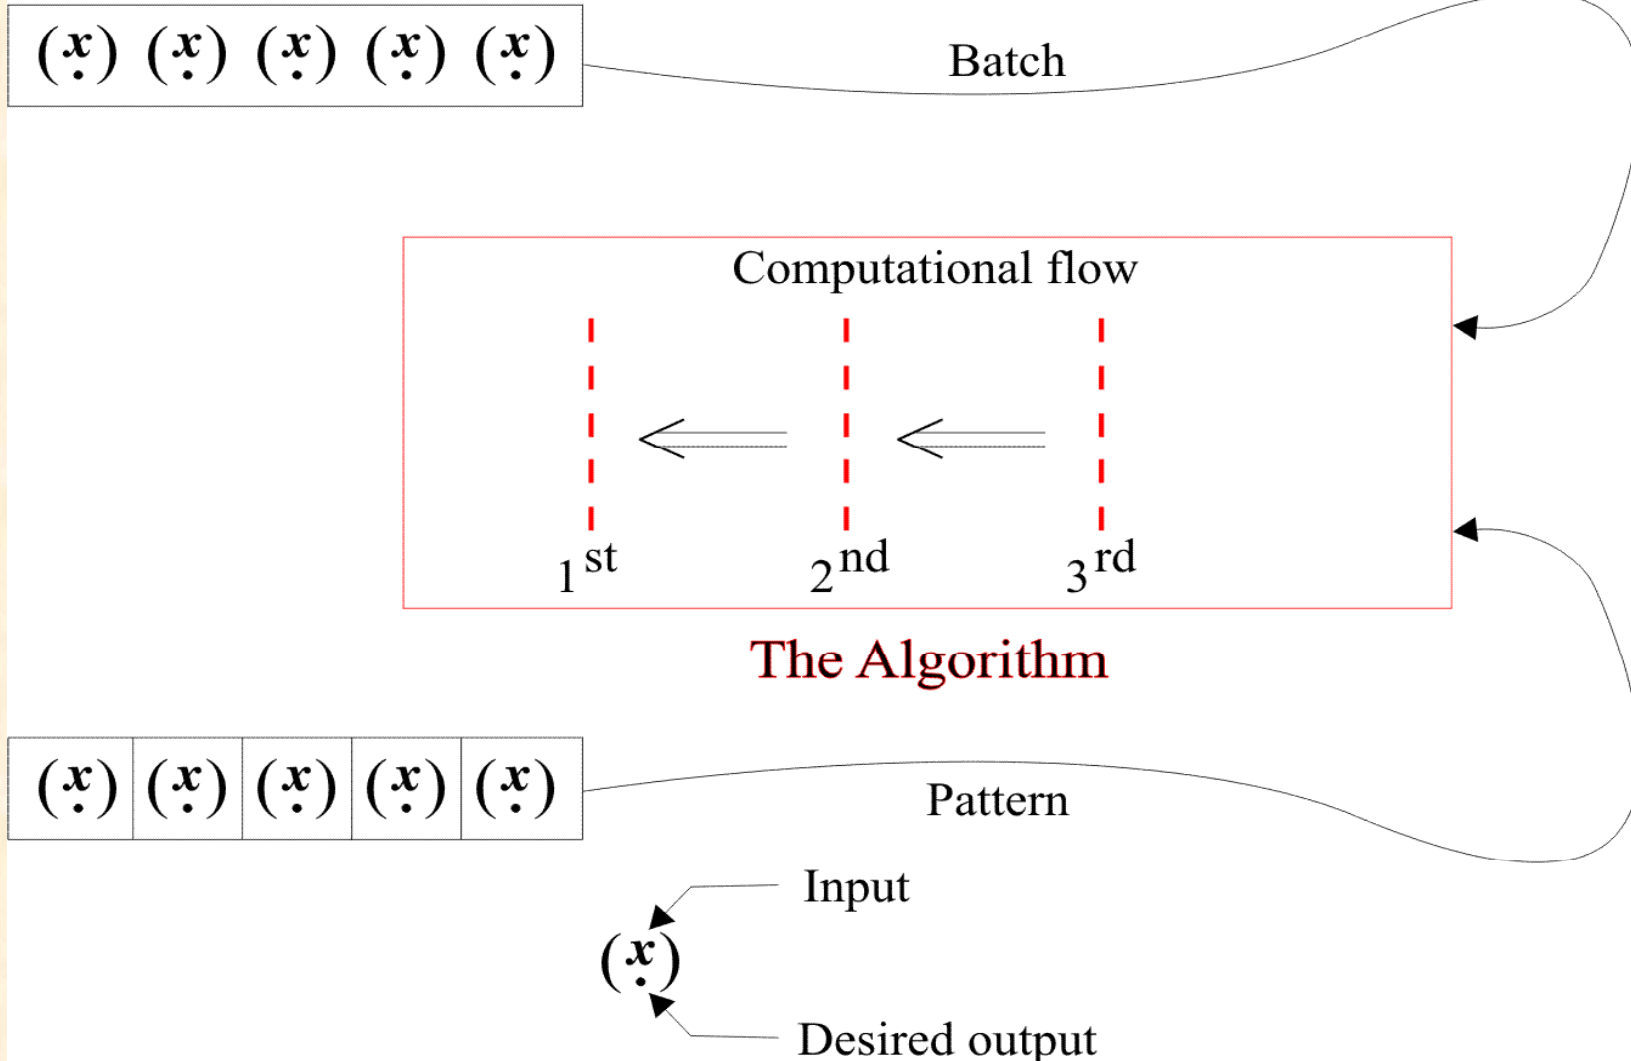 (x •) (x •) (x •) (x •) (x •)
Batch
Computational flow
1st 2nd 3rd
The Algorithm
(x •) (x •) (x •) (x •) (x •)
Pattern
Input
(x •)
Desired output